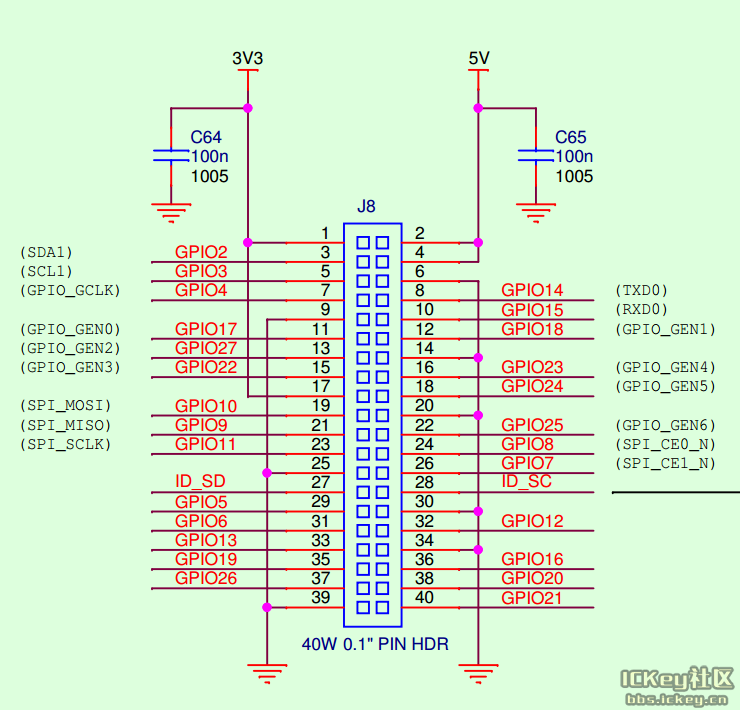 3V3 5V
C64 C65
100n 100n
1005 1005
J8
1 2
(SDA1) GPIO2 3 4
(SCL1) GPIO3 5 6
(GPIO_GCLK) GPIO4 7 8 GPIO14 (TXD0)
9 10 GPIO15 (RXD0)
(GPIO_GEN0) GPIO17 11 12 GPIO18 (GPIO_GEN1)
(GPIO_GEN2) GPIO27 13 14
(GPIO_GEN3) GPIO22 15 16 GPIO23 (GPIO_GEN4)
17 18 GPIO24 (GPIO_GEN5)
(SPI_MOSI) GPIO10 19 20
(SPI_MISO) GPIO9 21 22 GPIO25 (GPIO_GEN6)
(SPI_SCLK) GPIO11 23 24 GPIO8 (SPI_CE0_N)
25 26 GPIO7 (SPI_CE1_N)
ID_SD 27 28 ID_SC
GPIO5 29 30
GPIO6 31 32 GPIO12
GPIO13 33 34
GPIO19 35 36 GPIO16
GPIO26 37 38 GPIO20
39 40 GPIO21
40W 0.1" PIN HDR
ICKey社区
bbs.ickey.cn